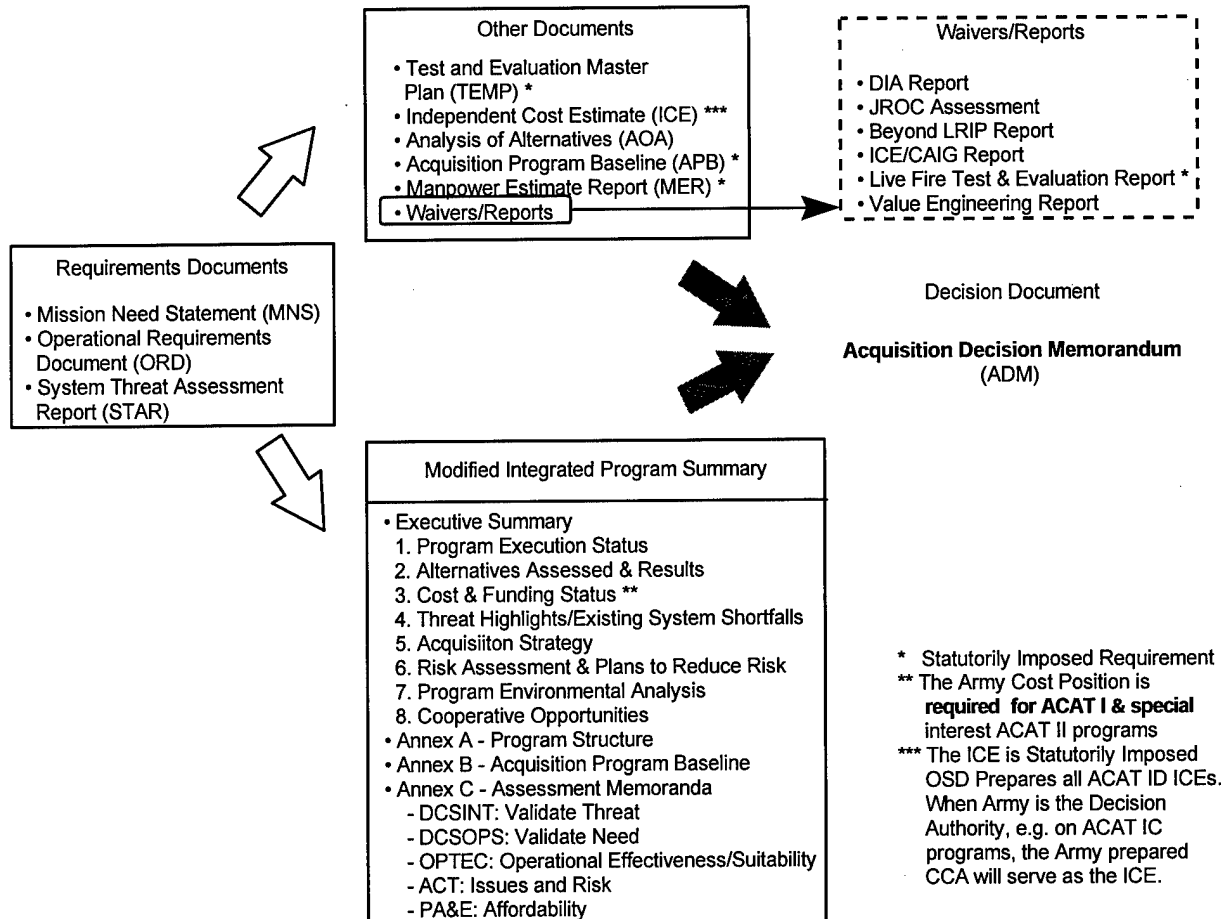 Other Documents
• Test and Evaluation Master
Plan (TEMP) *
• Independent Cost Estimate (ICE) ***
• Analysis of Alternatives (AOA)
• Acquisition Program Baseline (APB) *
• Manpower Estimate Report (MER) *
• Waivers/Reports
Waivers/Reports
• DIA Report
• JROC Assessment
• Beyond LRIP Report
• ICE/CAIG Report
• Live Fire Test & Evaluation Report *
• Value Engineering Report
Requirements Documents
• Mission Need Statement (MNS)
• Operational Requirements
Document (ORD)
• System Threat Assessment
Report (STAR)
Decision Document
Acquisition Decision Memorandum
(ADM)
Modified Integrated Program Summary
• Executive Summary
1. Program Execution Status
2. Alternatives Assessed & Results
3. Cost & Funding Status **
4. Threat Highlights/Existing System Shortfalls
5. Acquisiiton Strategy
6. Risk Assessment & Plans to Reduce Risk
7. Program Environmental Analysis
8. Cooperative Opportunities
• Annex A - Program Structure
• Annex B - Acquisition Program Baseline
• Annex C - Assessment Memoranda
- DCSINT: Validate Threat
- DCSOPS: Validate Need
- OPTEC: Operational Effectiveness/Suitability
- ACT: Issues and Risk
- PA&E: Affordability
* Statutorily Imposed Requirement
** The Army Cost Position is
required for ACAT I & special
interest ACAT II programs
*** The ICE is Statutorily Imposed
OSD Prepares all ACAT ID ICEs.
When Army is the Decision
Authority, e.g. on ACAT IC
programs, the Army prepared
CCA will serve as the ICE.